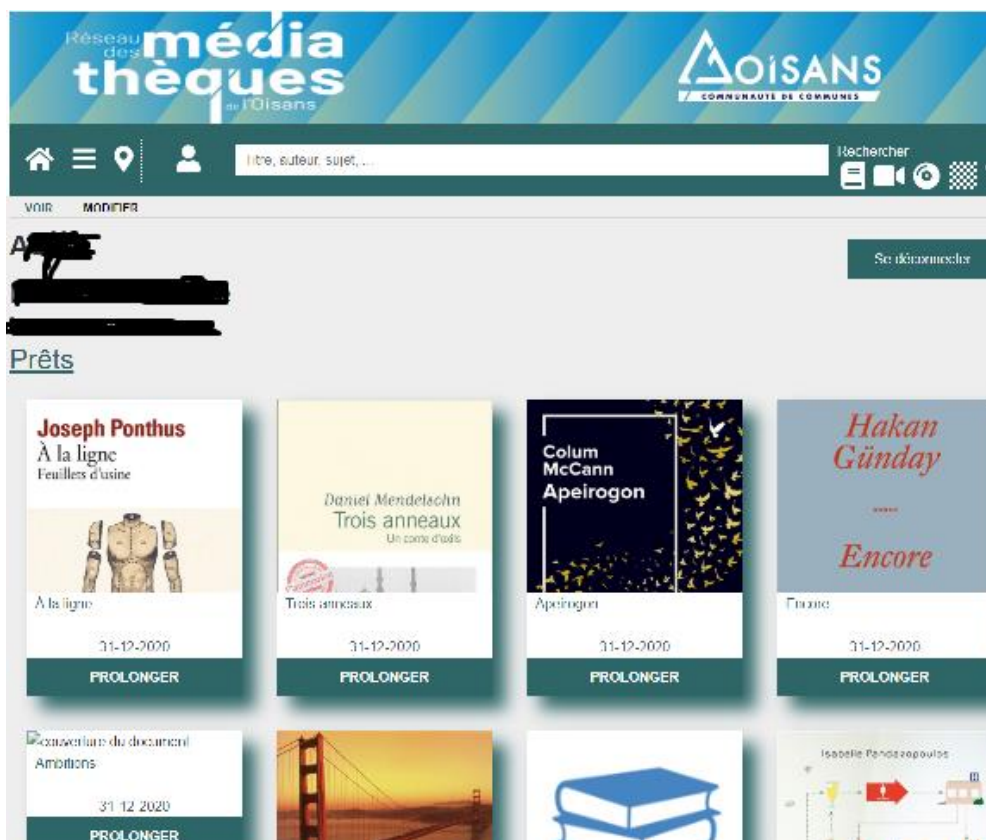 Réseau
des média
thèques
de l'Oisans
OISANS
COMMUNAUTÉ DE COMMUNES
Titre, auteur, sujet, ...
Rechercher
VOIR MODIFIER
Se déconnecter
Prêts
Joseph Ponthus
À la ligne
Feuillets d'usine
À la ligne
31-12-2020
PROLONGER
Daniel Mendelsohn
Trois anneaux
Un conte d'exils
Trois anneaux
31-12-2020
PROLONGER
Colum
McCann
Apeirogon
Apeirogon
31-12-2020
PROLONGER
Hakan
Günday
Encore
Encore
31-12-2020
PROLONGER
couverture du document
Ambitions
31-12-2020
PROLONGER
Isabelle Pandazopoulos